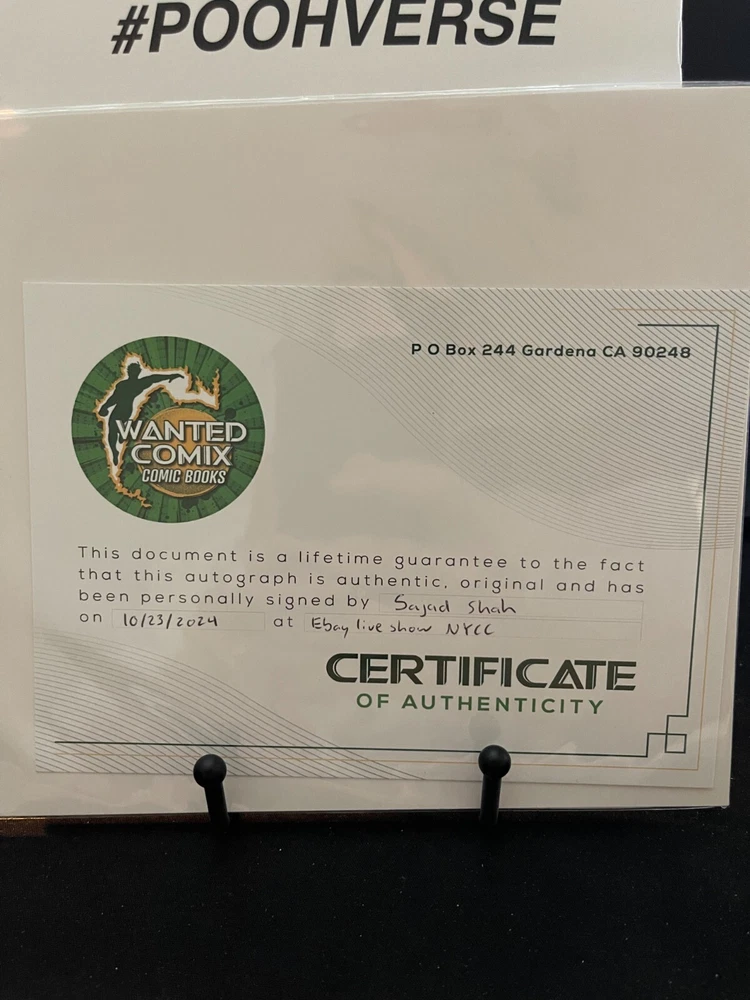 #POOHVERSE
P O Box 244 Gardena CA 90248
WANTED
COMIX
COMIC BOOKS
This document is a lifetime guarantee to the fact
that this autograph is authentic, original and has
been personally signed by Sajad Shah
on 10/23/2024 at Ebay live show NYCC
CERTIFICATE
OF AUTHENTICITY